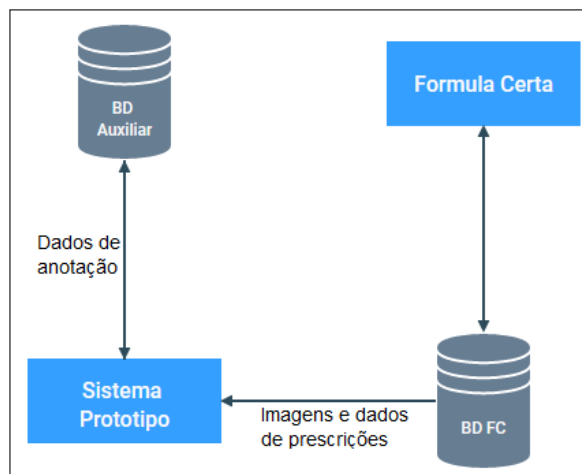 BD
Auxiliar
Formula Certa
Dados de
anotação
Sistema
Prototipo
Imagens e dados
de prescrições
BD FC